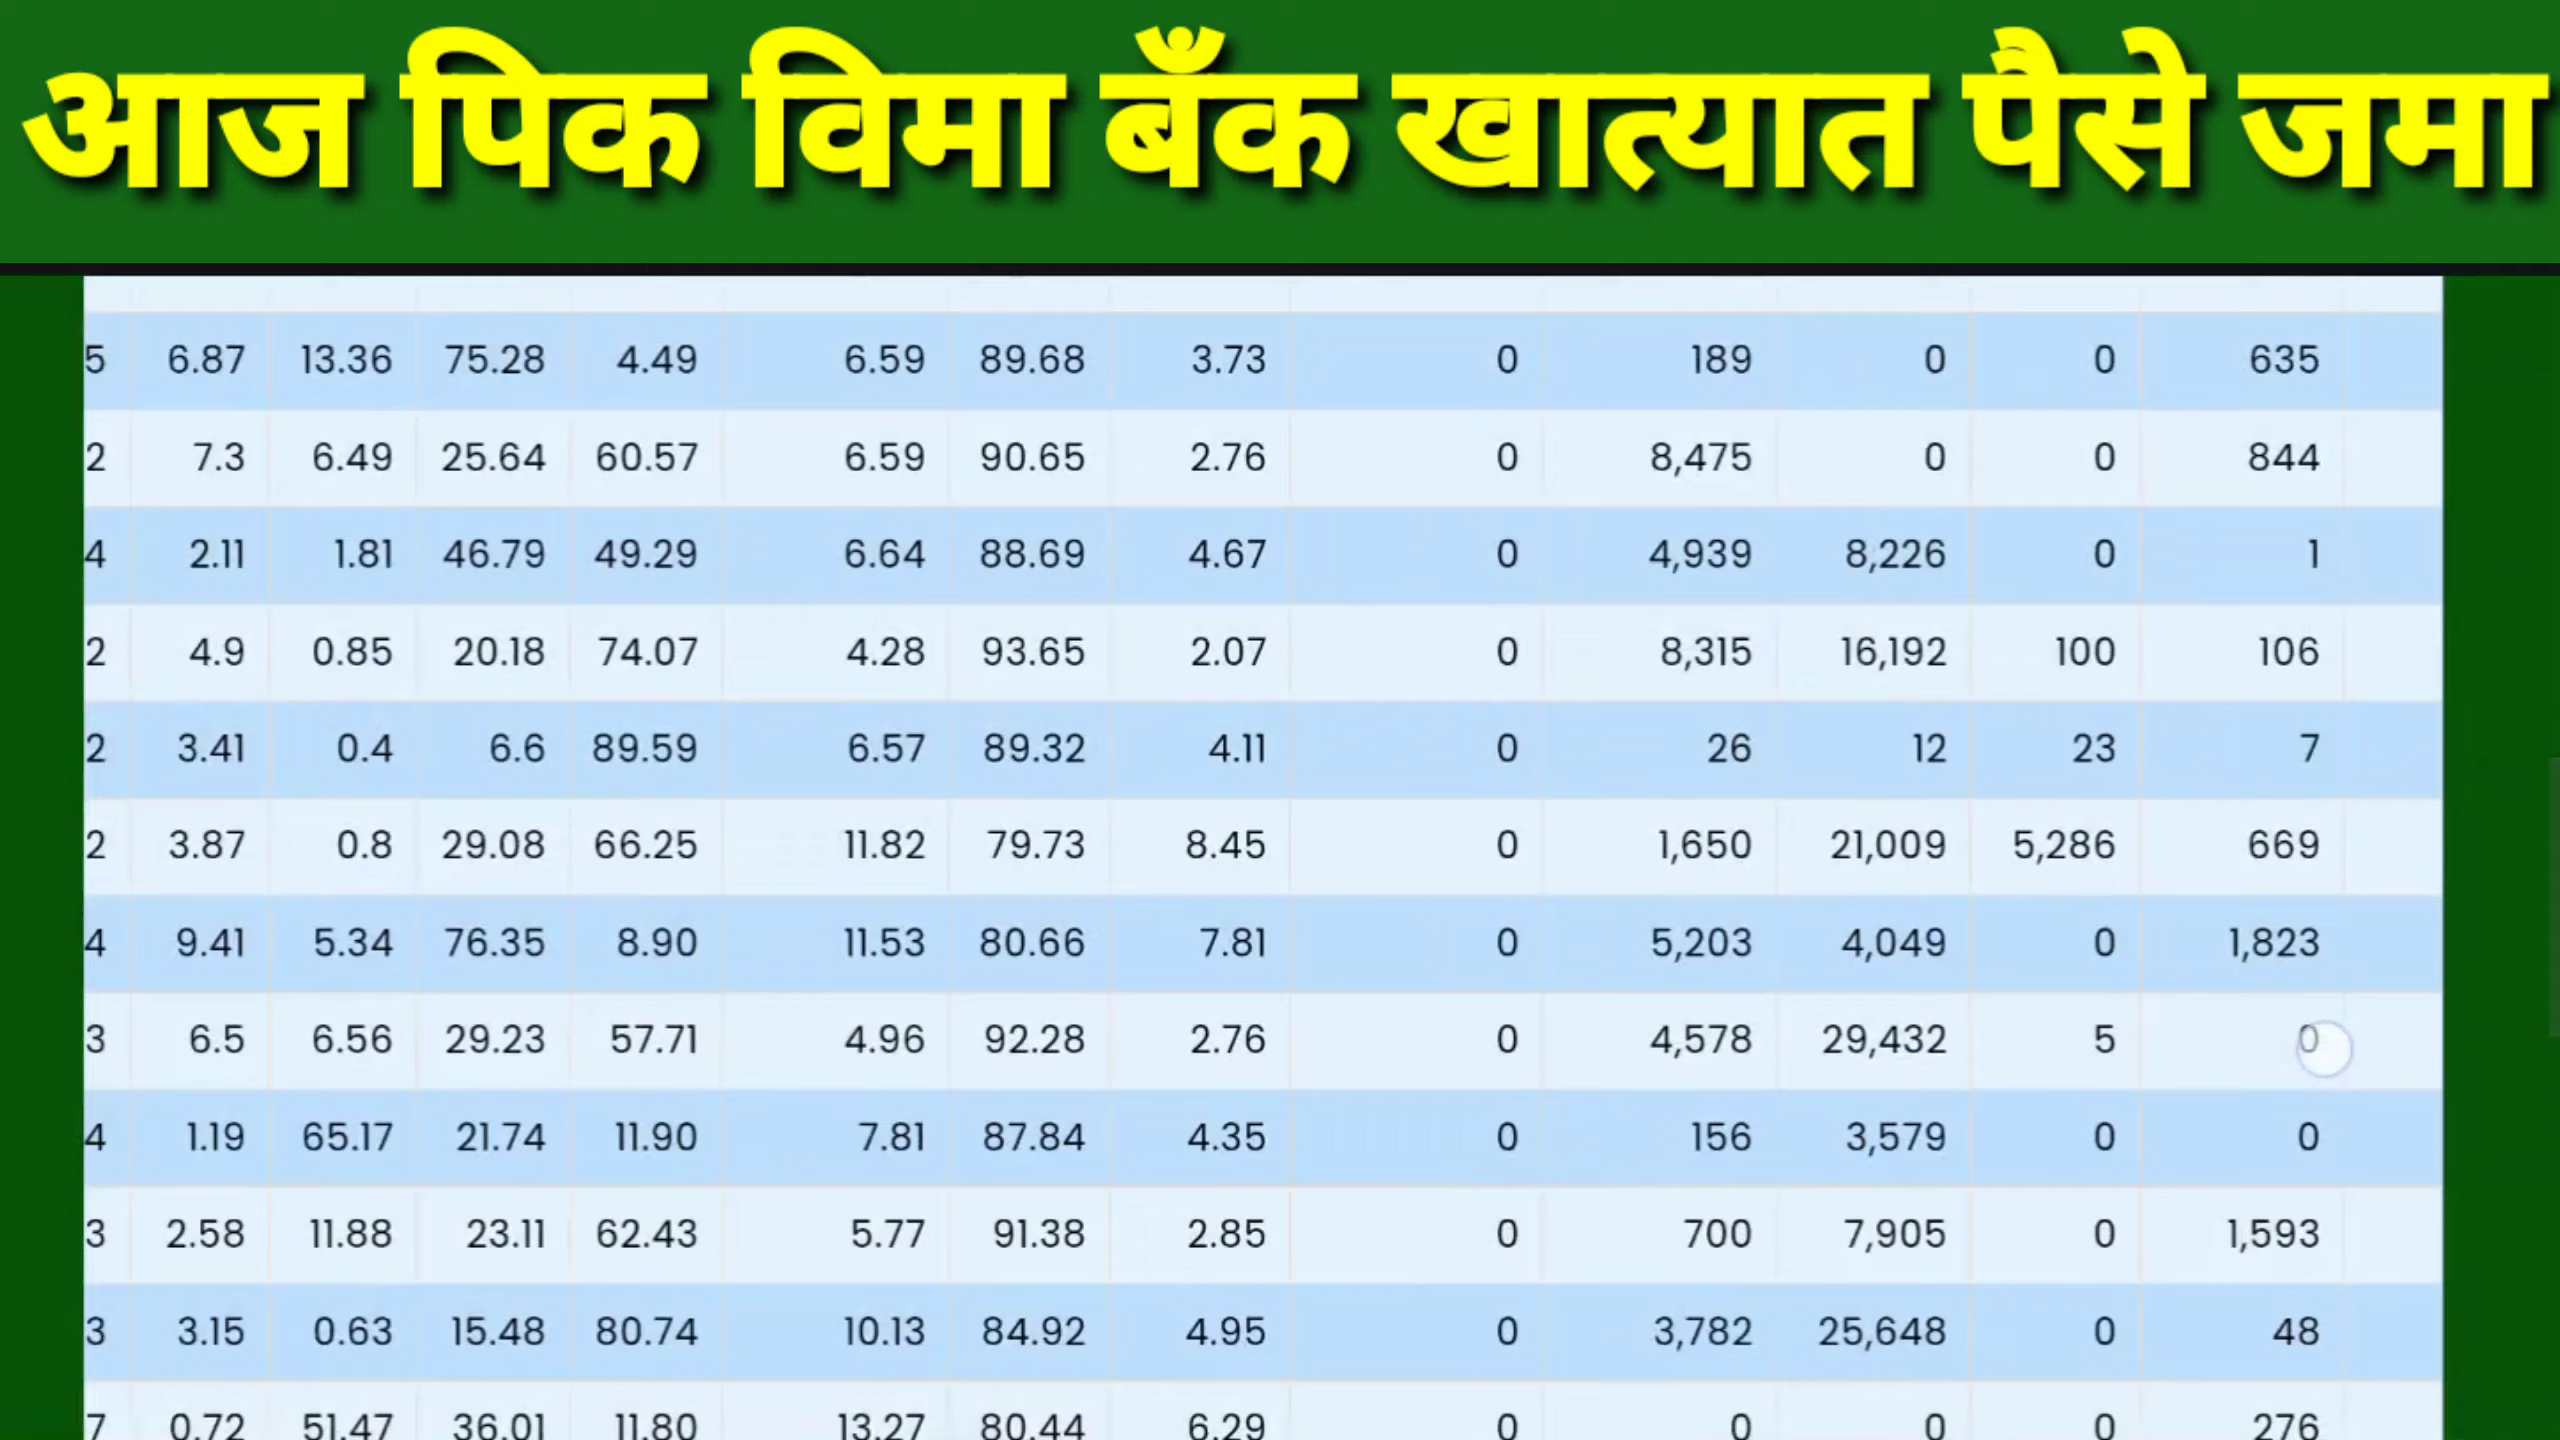 आज पिक विमा बँक खात्यात पैसे जमा
5 6.87 13.36 75.28 4.49 6.59 89.68 3.73 0 189 0 0 635
2 7.3 6.49 25.64 60.57 6.59 90.65 2.76 0 8,475 0 0 844
4 2.11 1.81 46.79 49.29 6.64 88.69 4.67 0 4,939 8,226 0 1
2 4.9 0.85 20.18 74.07 4.28 93.65 2.07 0 8,315 16,192 100 106
2 3.41 0.4 6.6 89.59 6.57 89.32 4.11 0 26 12 23 7
2 3.87 0.8 29.08 66.25 11.82 79.73 8.45 0 1,650 21,009 5,286 669
4 9.41 5.34 76.35 8.90 11.53 80.66 7.81 0 5,203 4,049 0 1,823
3 6.5 6.56 29.23 57.71 4.96 92.28 2.76 0 4,578 29,432 5 0
4 1.19 65.17 21.74 11.90 7.81 87.84 4.35 0 156 3,579 0 0
3 2.58 11.88 23.11 62.43 5.77 91.38 2.85 0 700 7,905 0 1,593
3 3.15 0.63 15.48 80.74 10.13 84.92 4.95 0 3,782 25,648 0 48
7 0.72 51.47 36.01 11.80 13.27 80.44 6.29 0 0 0 0 276